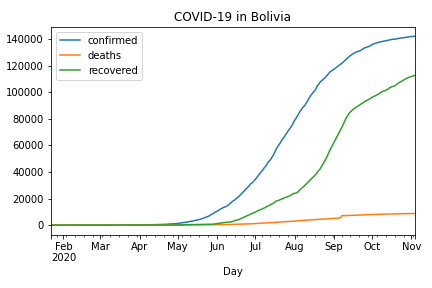 COVID-19 in Bolivia
confirmed
deaths
recovered
140000
120000
100000
80000
60000
40000
20000
0
Feb Mar Apr May Jun Jul Aug Sep Oct Nov
2020
Day